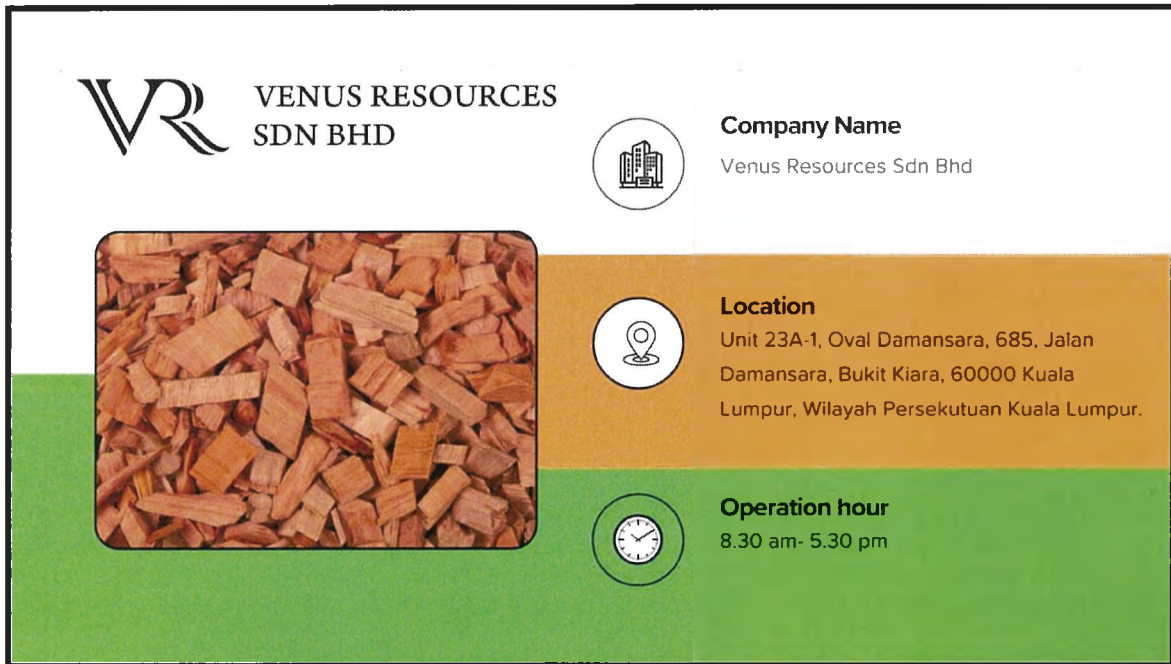 VR
VENUS RESOURCES
SDN BHD
Company Name
Venus Resources Sdn Bhd
Location
Unit 23A-1, Oval Damansara, 685, Jalan
Damansara, Bukit Kiara, 60000 Kuala
Lumpur, Wilayah Persekutuan Kuala Lumpur.
Operation hour
8.30 am- 5.30 pm